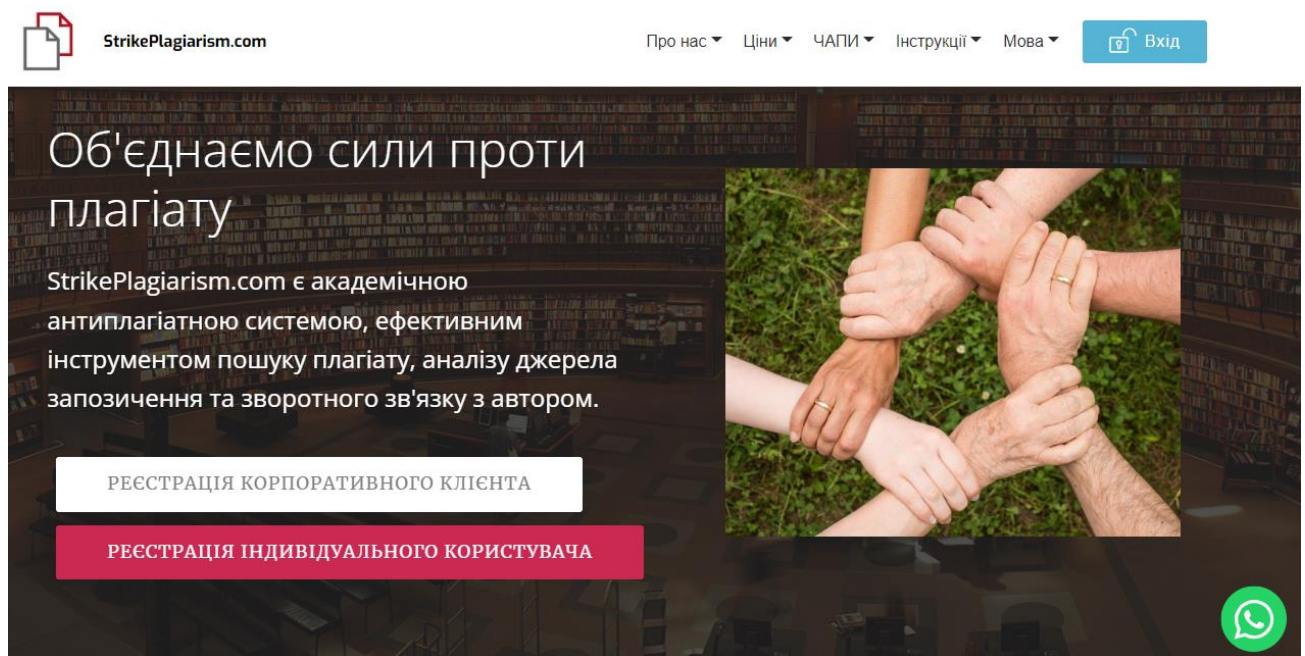 StrikePlagiarism.com
Про нас
Ціни
ЧАПИ
Інструкції
Мова
Вхід
Об'єднаємо сили проти
плагіату
StrikePlagiarism.com є академічною
антиплагіатною системою, ефективним
інструментом пошуку плагіату, аналізу джерела
запозичення та зворотного зв'язку з автором.
РЕЄСТРАЦІЯ КОРПОРАТИВНОГО КЛІЄНТА
РЕЄСТРАЦІЯ ІНДИВІДУАЛЬНОГО КОРИСТУВАЧА